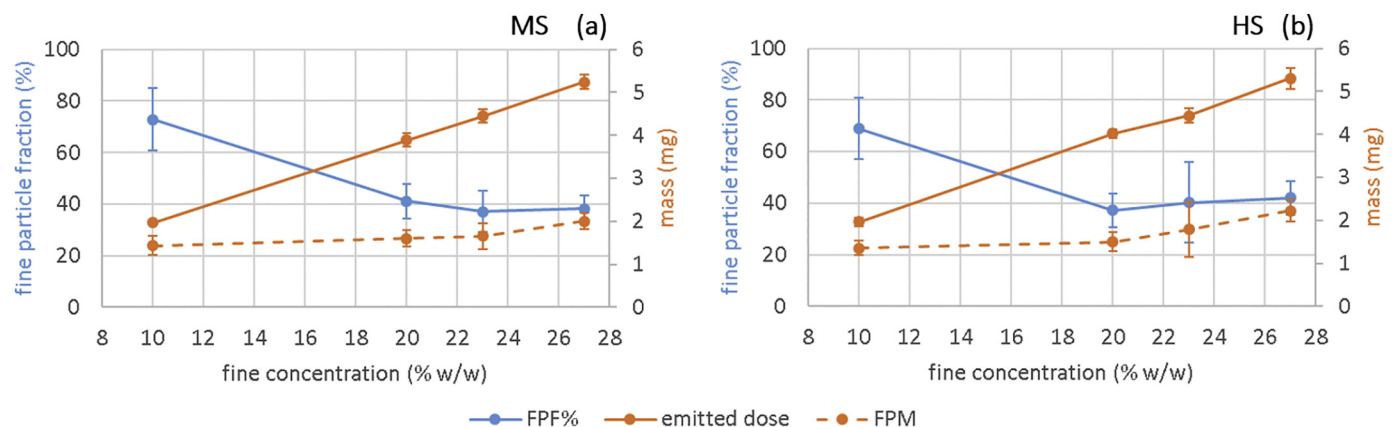 MS (a)
fine particle fraction (%)
100
80
60
40
20
0
6
5
4
3
2
1
0
mass (mg)
8 10 12 14 16 18 20 22 24 26 28
fine concentration (% w/w)
HS (b)
fine particle fraction (%)
100
80
60
40
20
0
6
5
4
3
2
1
0
mass (mg)
8 10 12 14 16 18 20 22 24 26 28
fine concentration (% w/w)
FPF% emitted dose FPM